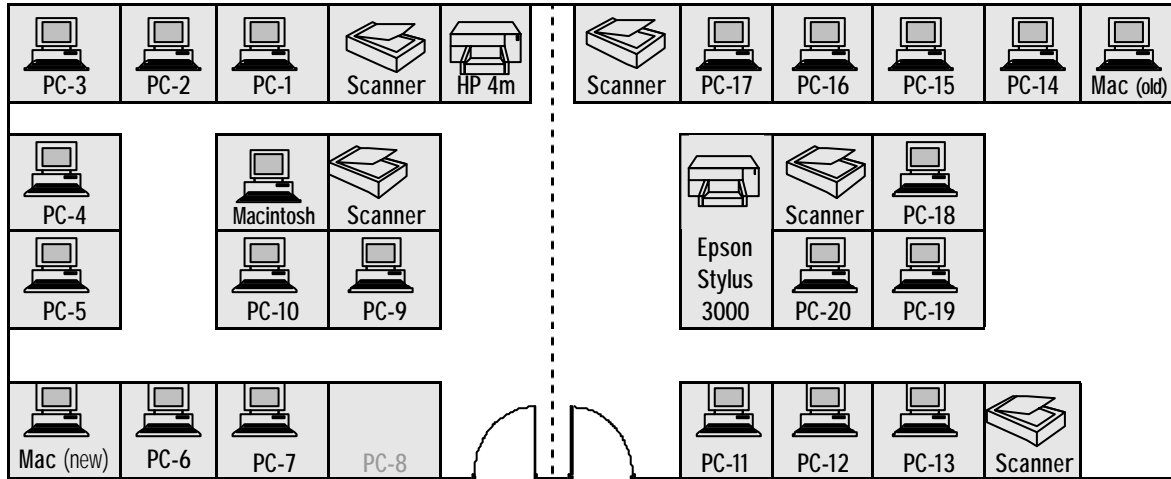 PC-3 PC-2 PC-1 Scanner HP 4m Scanner PC-17 PC-16 PC-15 PC-14 Mac (old)
PC-4 Macintosh Scanner Scanner PC-18
Epson
Stylus
PC-5 PC-10 PC-9 3000 PC-20 PC-19
Mac (new) PC-6 PC-7 PC-8 PC-11 PC-12 PC-13 Scanner